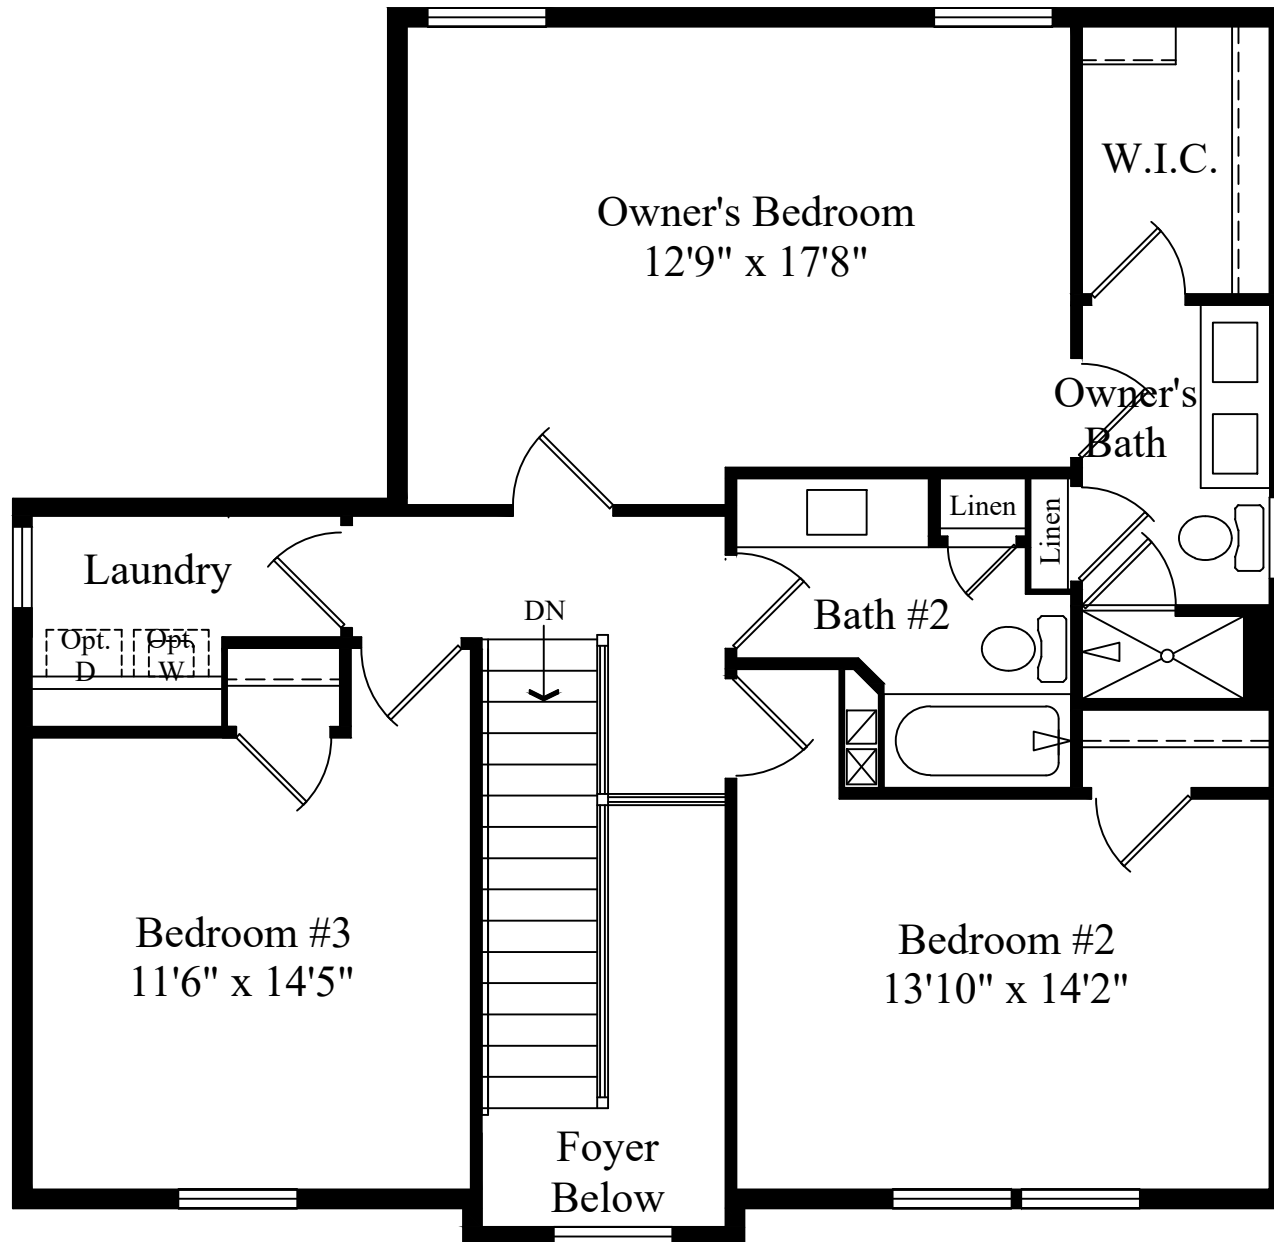 W.I.C.
Owner's Bedroom
12'9" x 17'8"
Owner's
Bath
Linen
Linen
Laundry
DN
Bath #2
Opt.
D
Opt.
W
Bedroom #3
11'6" x 14'5"
Bedroom #2
13'10" x 14'2"
Foyer
Below